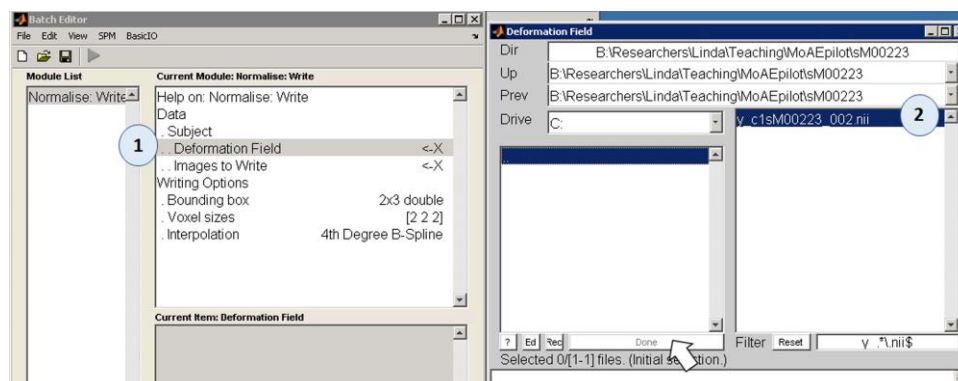 Batch Editor
File Edit View SPM BasicIO
Module List
Normalise: Write
Current Module: Normalise: Write
Help on: Normalise: Write
Data
. Subject
. . Deformation Field <-X
. . Images to Write <-X
Writing Options
. Bounding box 2x3 double
. Voxel sizes [2 2 2]
. Interpolation 4th Degree B-Spline
Current Item: Deformation Field
1
Deformation Field
Dir B:\Researchers\Linda\Teaching\MoAEpilot\sM00223
Up B:\Researchers\Linda\Teaching\MoAEpilot\sM00223
Prev B:\Researchers\Linda\Teaching\MoAEpilot\sM00223
Drive C:
..
y_c1sM00223_002.nii
2
? Ed Rec Done Filter Reset y_.*\.nii$
Selected 0/[1-1] files. (Initial selection.)